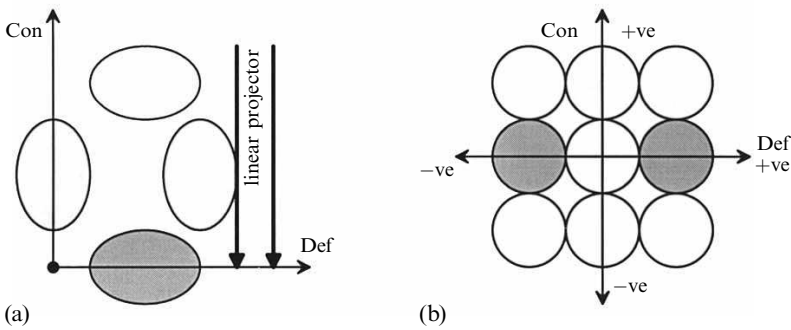 Con
linear projector
Def
(a)
Con
+ve
Def
+ve
−ve
−ve
(b)